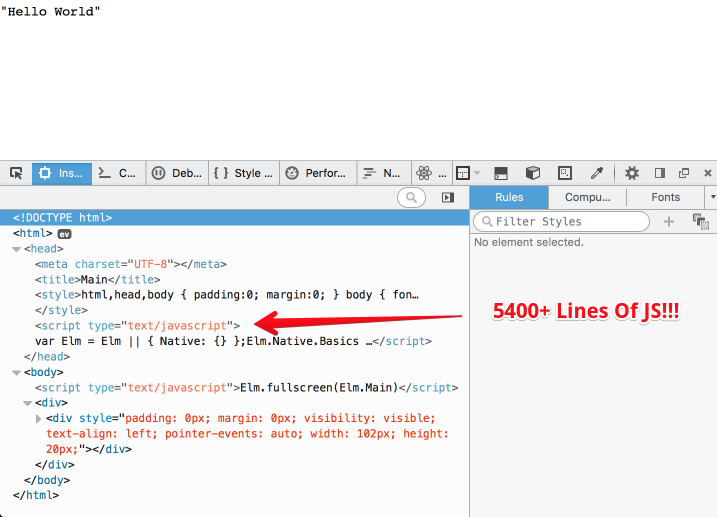 "Hello World"
Ins... C... Deb... { } Style ... Perfor... N... ...
Rules Compu... Fonts
<!DOCTYPE html>
Filter Styles
<html> ev
No element selected.
<head>
<meta charset="UTF-8"></meta>
<title>Main</title>
<style>html,head,body { padding:0; margin:0; } body { fon…
</style>
<script type="text/javascript">
5400+ Lines Of JS!!!
var Elm = Elm || { Native: {} };Elm.Native.Basics …</script>
</head>
<body>
<script type="text/javascript">Elm.fullscreen(Elm.Main)</script>
<div>
<div style="padding: 0px; margin: 0px; visibility: visible;
text-align: left; pointer-events: auto; width: 102px; height:
20px;"></div>
</div>
</body>
</html>